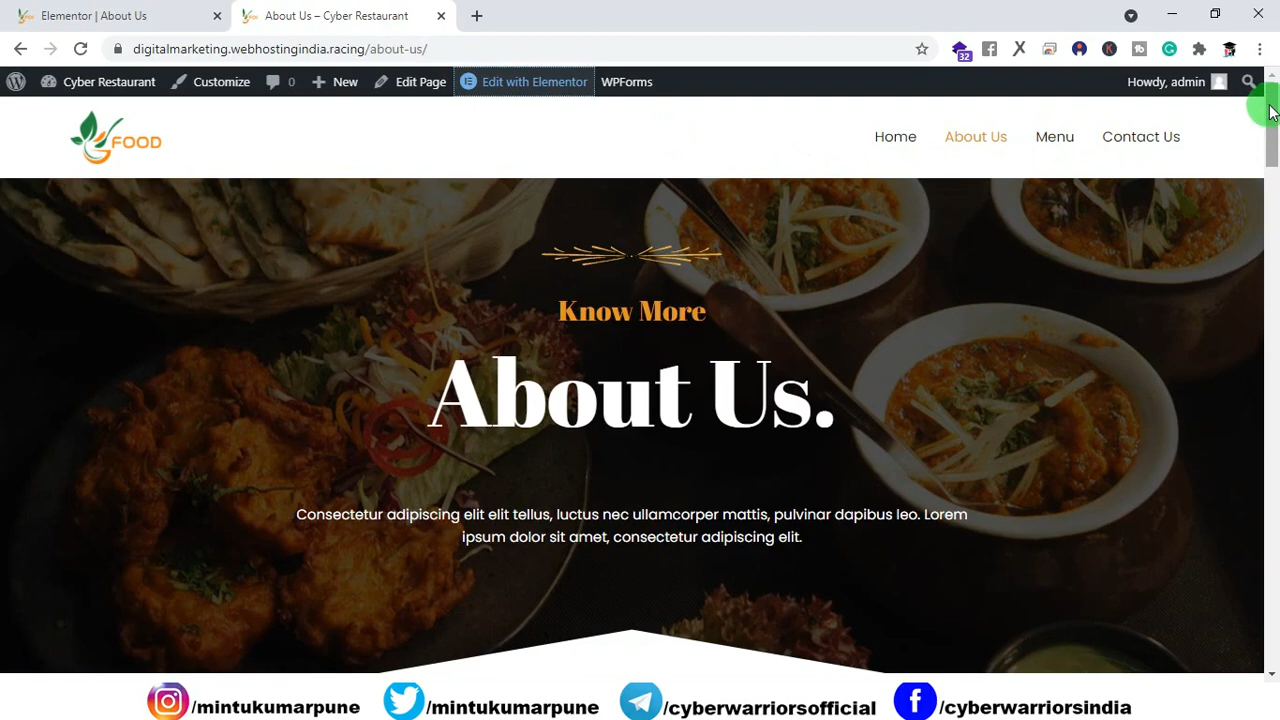 Elementor | About Us
About Us – Cyber Restaurant
digitalmarketing.webhostingindia.racing/about-us/
32
Cyber Restaurant
Customize
0
New
Edit Page
Edit with Elementor
WPForms
Howdy, admin
FOOD
Home
About Us
Menu
Contact Us
Know More
About Us.
Consectetur adipiscing elit elit tellus, luctus nec ullamcorper mattis, pulvinar dapibus leo. Lorem
ipsum dolor sit amet, consectetur adipiscing elit.
/mintukumarpune
/mintukumarpune
/cyberwarriorsofficial
/cyberwarriorsindia